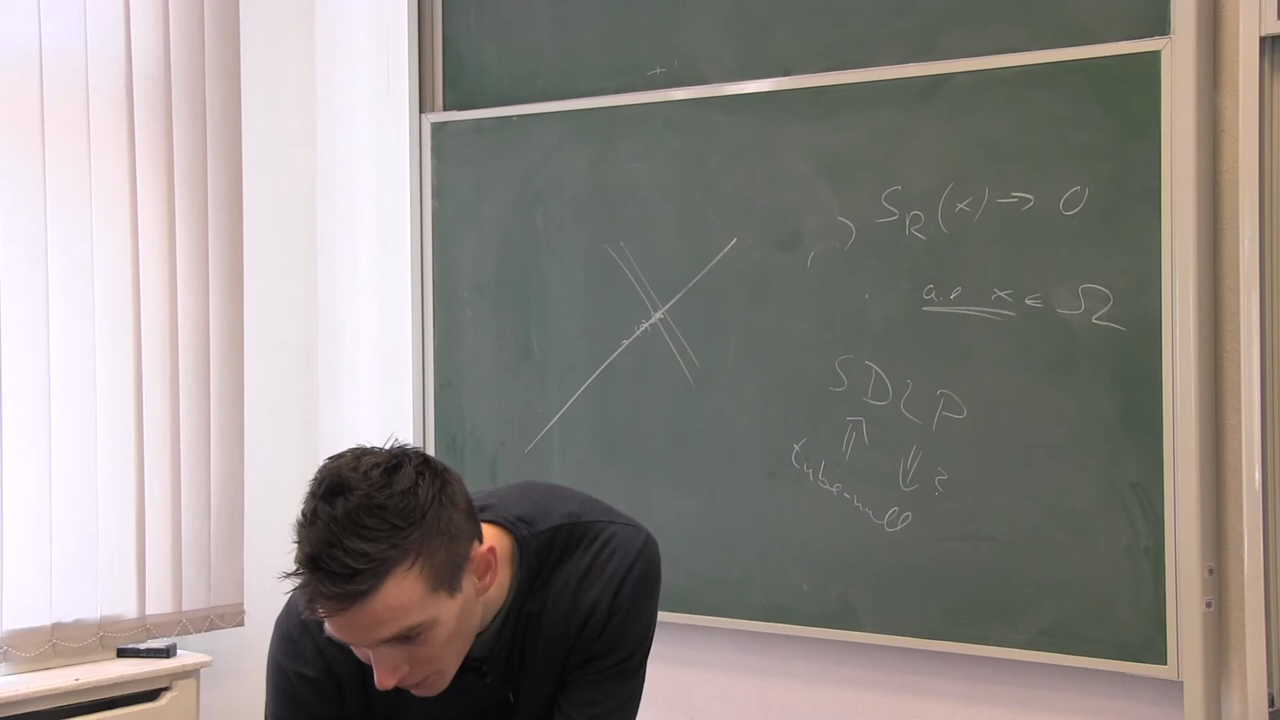 S_R(x) → 0
a.e x ∈ Ω
SDLP
⇑ ⇓ ?
tube-null